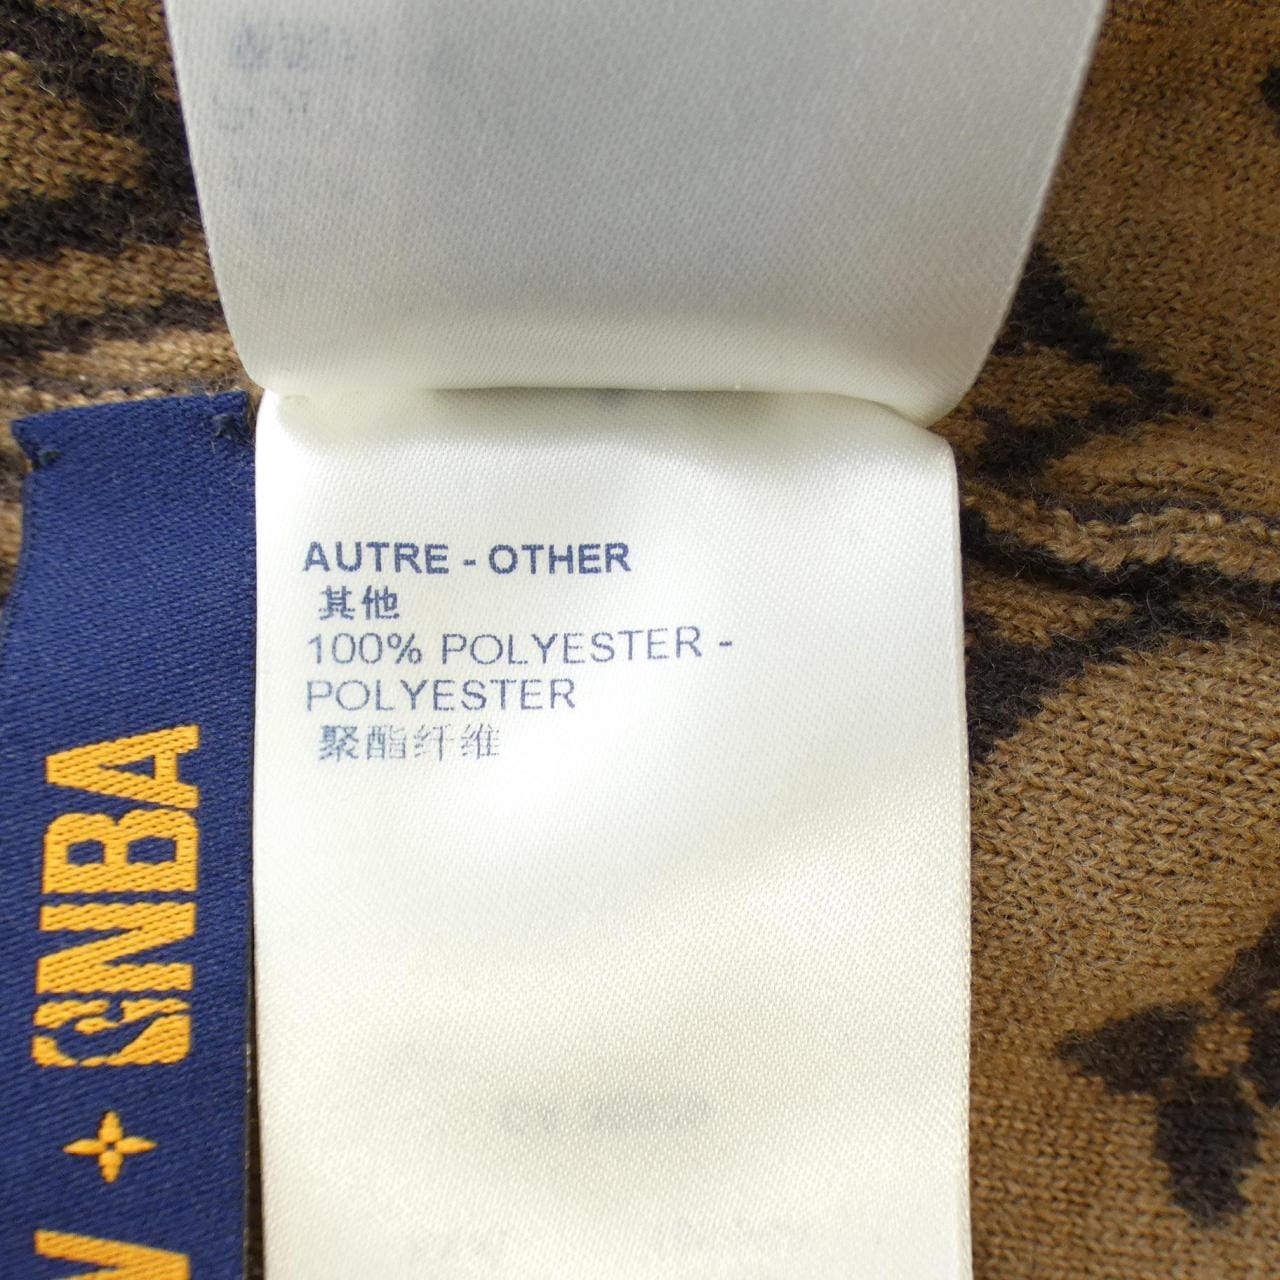 AUTRE - OTHER
其他
100% POLYESTER -
POLYESTER
聚酯纤维
NBA